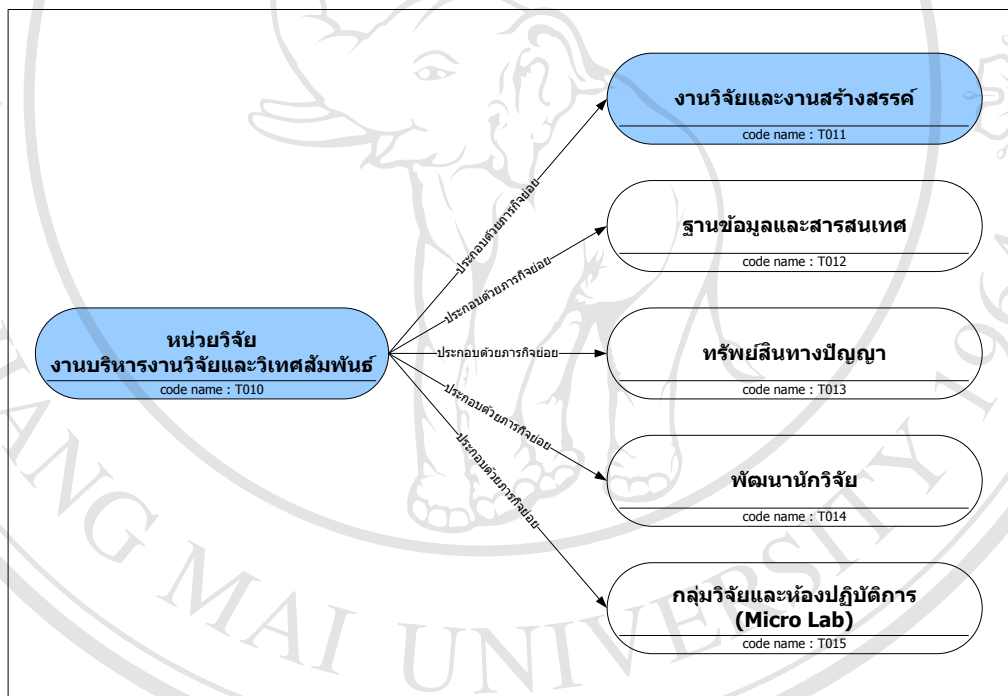 งานวิจัยและงานสร้างสรรค์
code name : T011
ประกอบด้วยภารกิจย่อย
ฐานข้อมูลและสารสนเทศ
code name : T012
ประกอบด้วยภารกิจย่อย
หน่วยวิจัย
งานบริหารงานวิจัยและวิเทศสัมพันธ์
code name : T010
ประกอบด้วยภารกิจย่อย
ทรัพย์สินทางปัญญา
code name : T013
ประกอบด้วยภารกิจย่อย
พัฒนานักวิจัย
code name : T014
ประกอบด้วยภารกิจย่อย
กลุ่มวิจัยและห้องปฏิบัติการ
(Micro Lab)
code name : T015
ANG MAI UNIVERSITY 1964